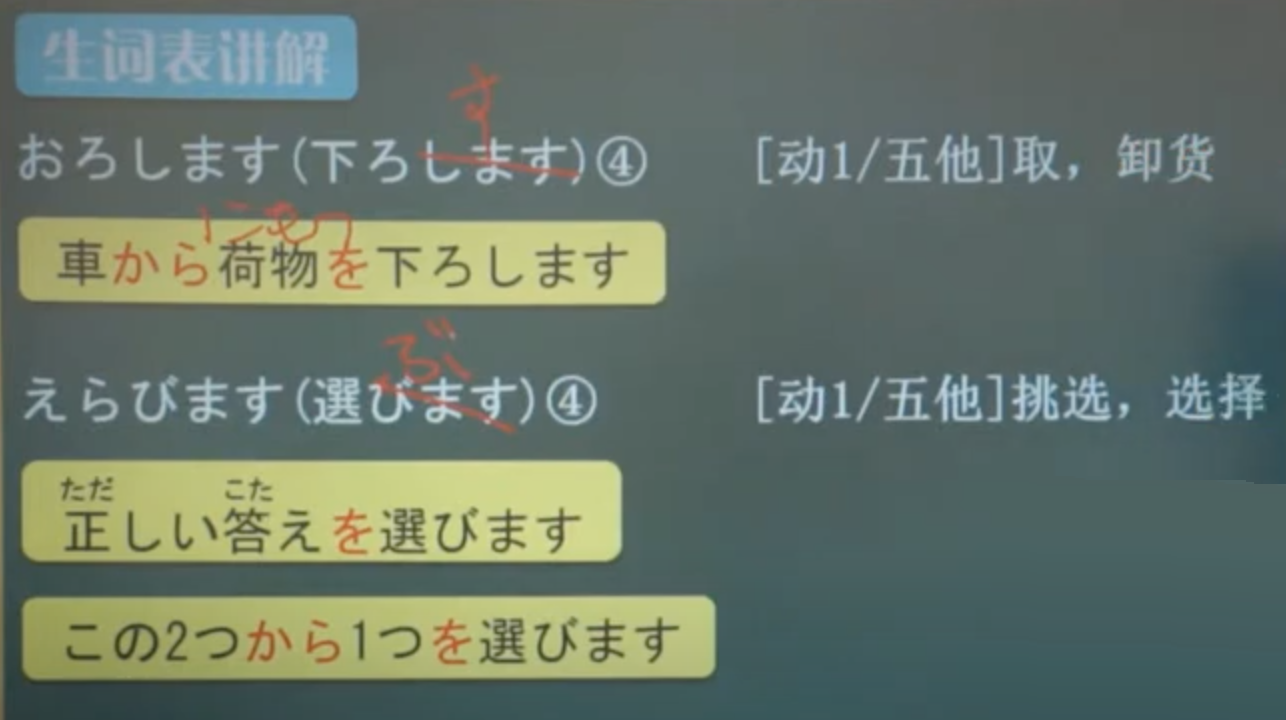 生词表讲解
す
おろします(下ろします)④ [动1/五他]取，卸货
にもつ
車から荷物を下ろします
ぶ
えらびます(選びます)④ [动1/五他]挑选，选择
ただ こた
正しい答えを選びます
この2つから1つを選びます